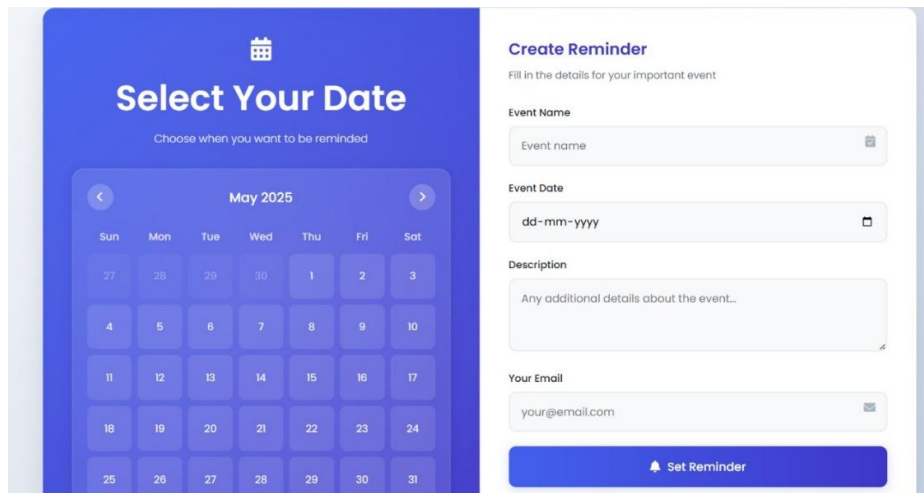 Select Your Date
Choose when you want to be reminded
May 2025
Sun Mon Tue Wed Thu Fri Sat
27 28 29 30 1 2 3
4 5 6 7 8 9 10
11 12 13 14 15 16 17
18 19 20 21 22 23 24
25 26 27 28 29 30 31
Create Reminder
Fill in the details for your important event
Event Name
Event name
Event Date
dd-mm-yyyy
Description
Any additional details about the event...
Your Email
your@email.com
Set Reminder